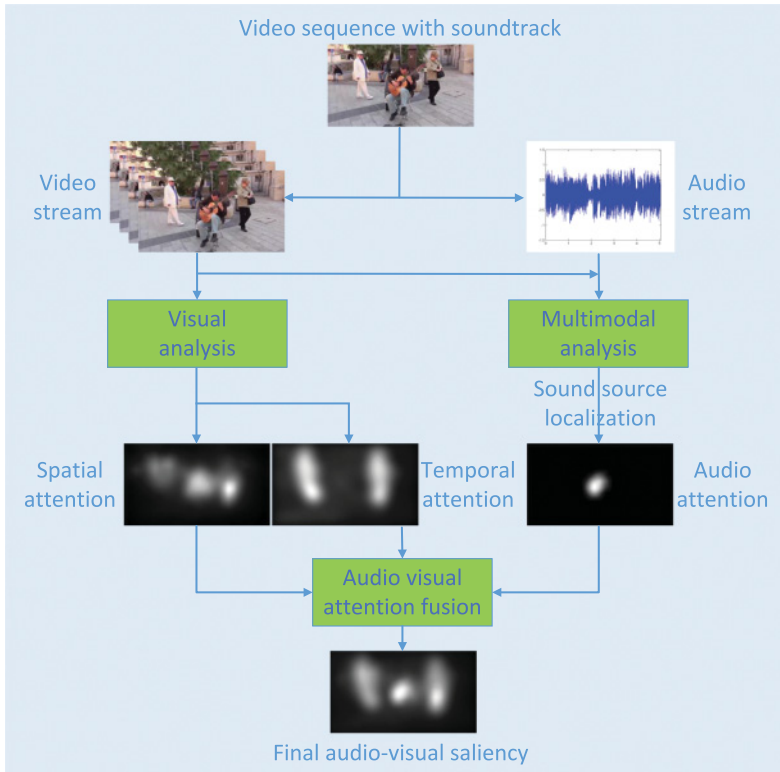 Video sequence with soundtrack
Video
stream
Audio
stream
Visual
analysis
Multimodal
analysis
Sound source
localization
Spatial
attention
Temporal
attention
Audio
attention
Audio visual
attention fusion
Final audio-visual saliency